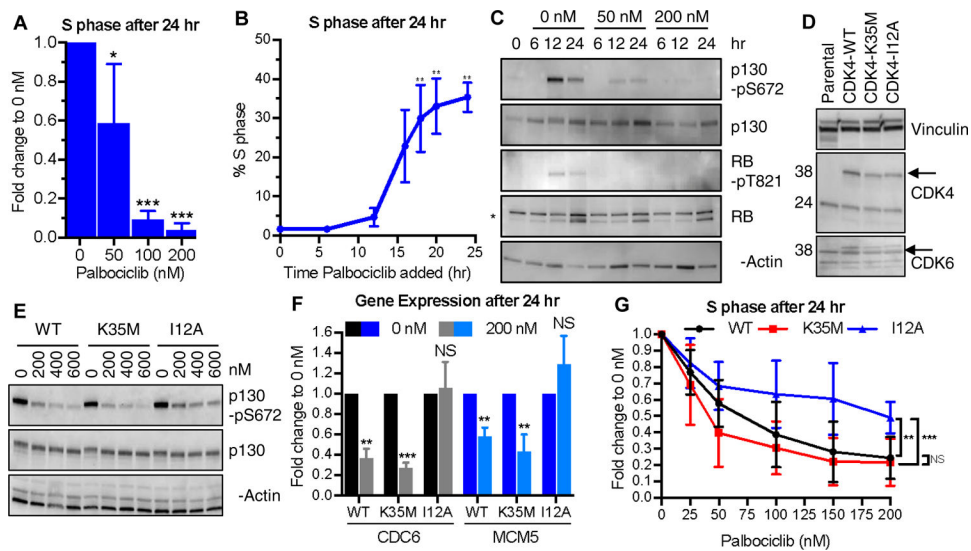 A
S phase after 24 hr
Fold change to 0 nM
1.0
0.8
0.6
0.4
0.2
0.0
*
***
***
0
50
100
200
Palbociclib (nM)
B
S phase after 24 hr
% S phase
50
40
30
20
10
0
**
**
**
0 5 10 15 20 25
Time Palbociclib added (hr)
C
0 nM 50 nM 200 nM
0 6 12 24 6 12 24 6 12 24 hr
p130
-pS672
p130
RB
-pT821
*
RB
-Actin
D
Parental
CDK4-WT
CDK4-K35M
CDK4-I12A
Vinculin
38
CDK4
24
38
CDK6
E
WT K35M I12A
0 200 400 600 0 200 400 600 0 200 400 600 nM
p130
-pS672
p130
-Actin
F
Gene Expression after 24 hr
0 nM 200 nM
Fold change to 0 nM
1.6
1.4
1.2
1.0
0.8
0.6
0.4
0.2
0.0
**
***
NS
**
**
NS
WT K35M I12A WT K35M I12A
CDC6 MCM5
G
S phase after 24 hr
WT K35M I12A
Fold change to 0 nM
1.0
0.9
0.8
0.7
0.6
0.5
0.4
0.3
0.2
0.1
0.0
**
***
NS
0 25 50 75 100 125 150 175 200
Palbociclib (nM)